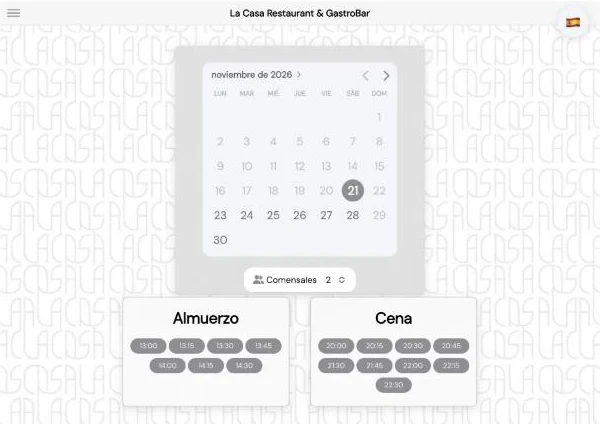 La Casa Restaurant & GastroBar
noviembre de 2026
LUN MAR MIÉ JUE VIE SÁB DOM
1
2 3 4 5 6 7 8
9 10 11 12 13 14 15
16 17 18 19 20 21 22
23 24 25 26 27 28 29
30
Comensales 2
Almuerzo
13:00 13:15 13:30 13:45
14:00 14:15 14:30
Cena
20:00 20:15 20:30 20:45
21:30 21:45 22:00 22:15
22:30